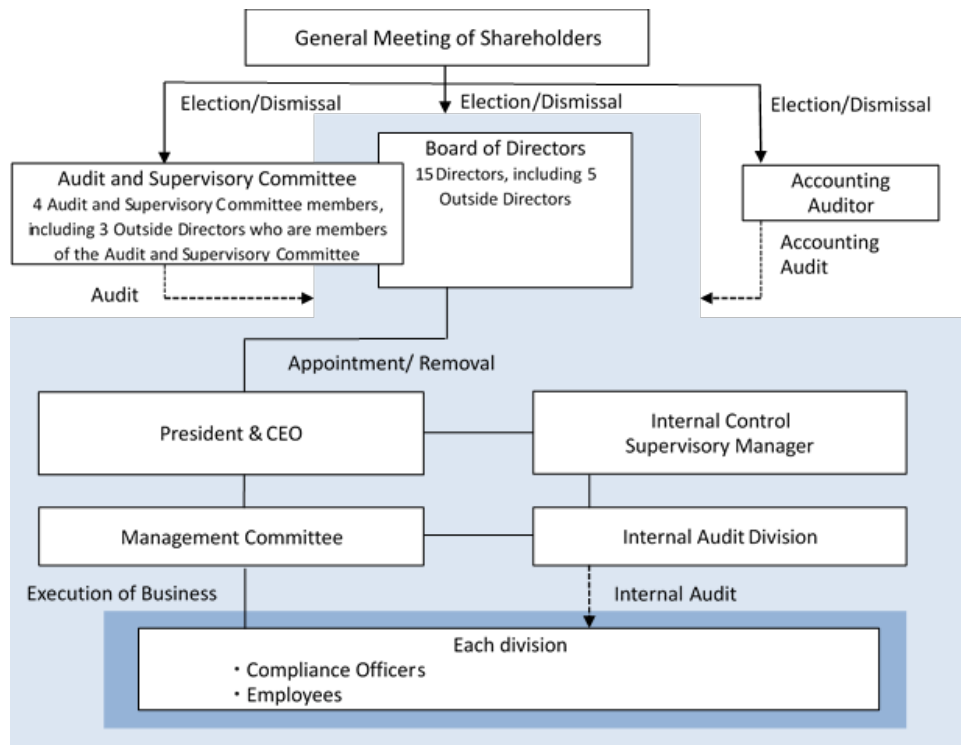 General Meeting of Shareholders
Election/Dismissal
Election/Dismissal
Election/Dismissal
Audit and Supervisory Committee
4 Audit and Supervisory Committee members,
including 3 Outside Directors who are members
of the Audit and Supervisory Committee
Board of Directors
15 Directors, including 5
Outside Directors
Accounting
Auditor
Audit
Accounting
Audit
Appointment/ Removal
President & CEO
Internal Control
Supervisory Manager
Management Committee
Internal Audit Division
Execution of Business
Internal Audit
Each division
・Compliance Officers
・Employees